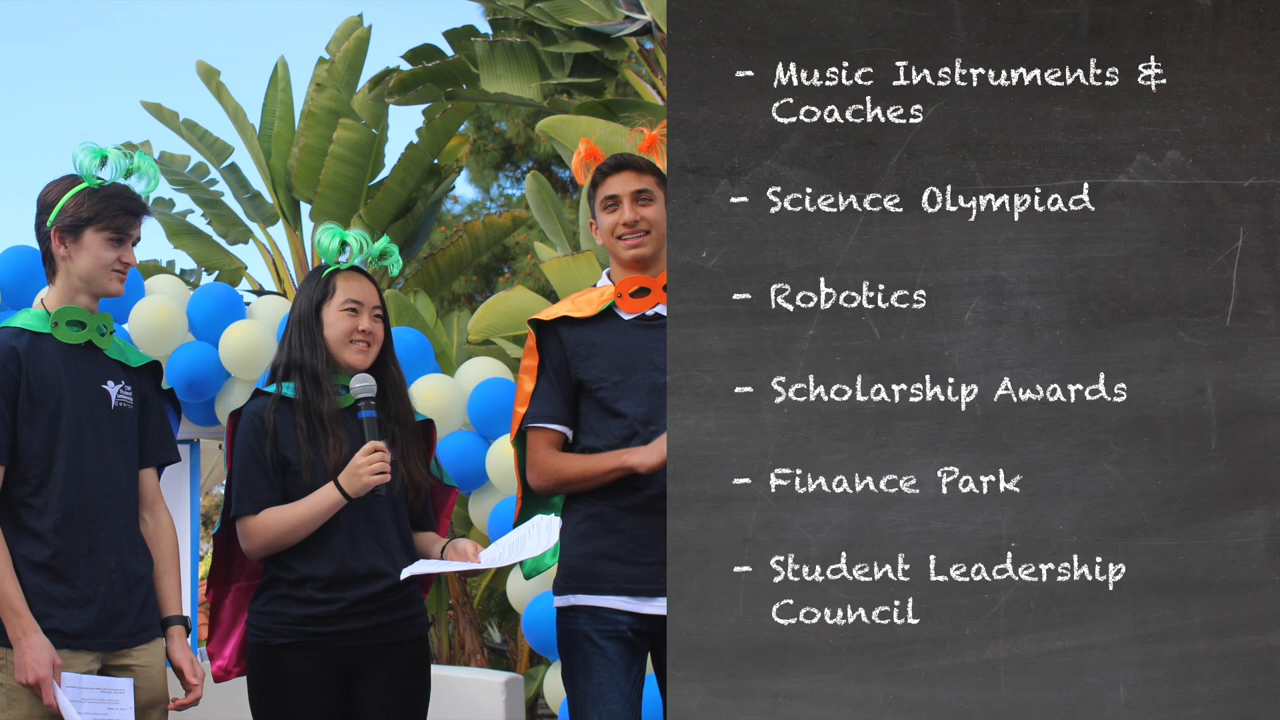 - Music Instruments &
Coaches
- Science Olympiad
- Robotics
- Scholarship Awards
- Finance Park
- Student Leadership
Council